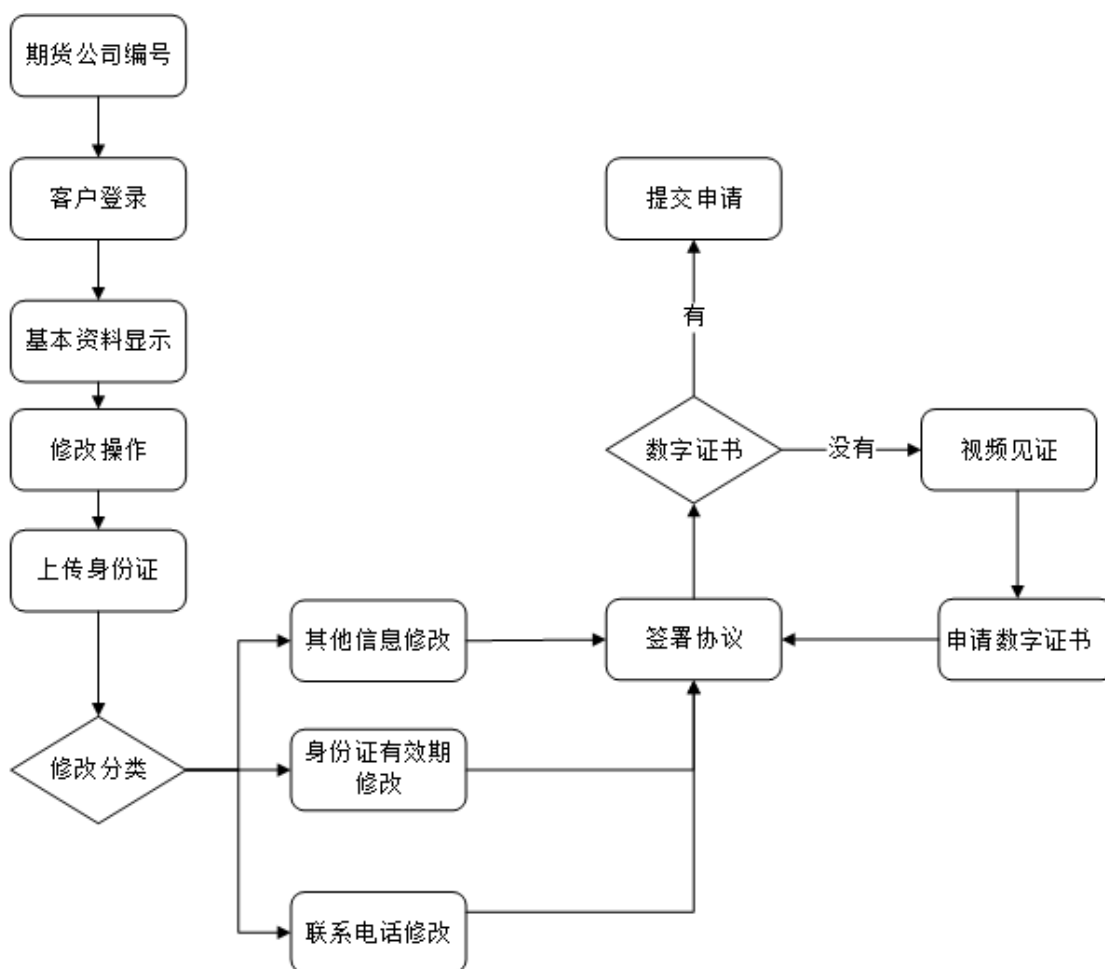 期货公司编号
客户登录
基本资料显示
修改操作
上传身份证
修改分类
其他信息修改
身份证有效期
修改
联系电话修改
签署协议
数字证书
有
提交申请
没有
视频见证
申请数字证书